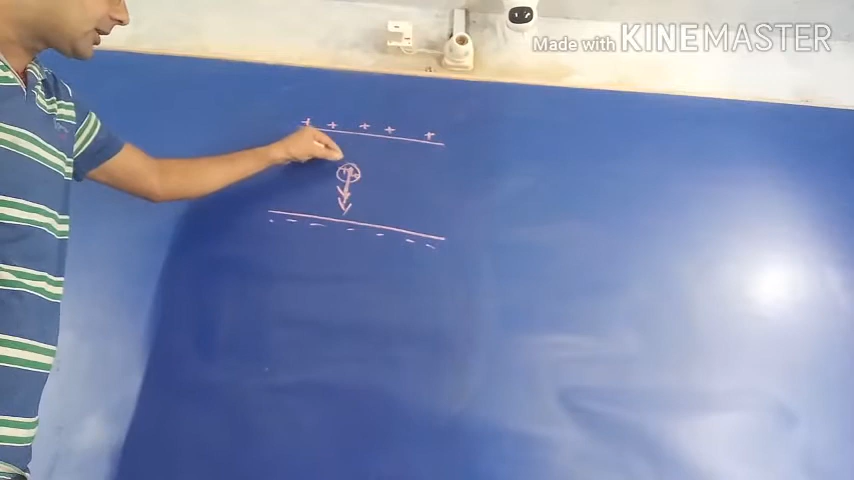 Made with KINEMASTER
+ + + + +
- - - - - - -